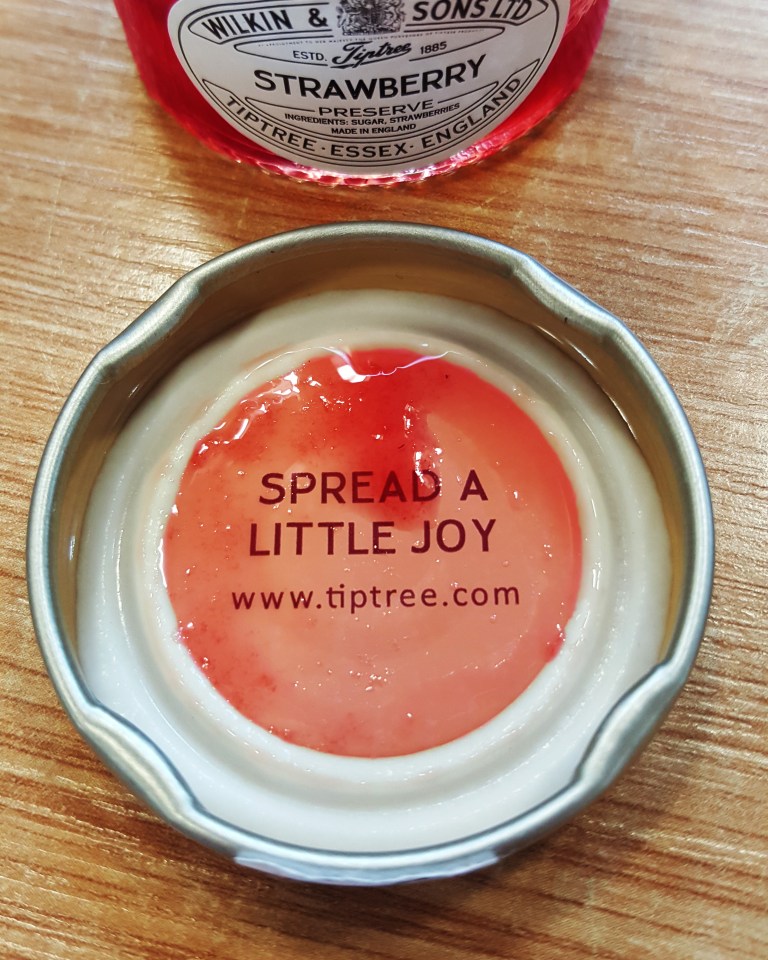 WILKIN & SONS LTD
ESTD. Tiptree 1885
STRAWBERRY
PRESERVE
INGREDIENTS: SUGAR, STRAWBERRIES
MADE IN ENGLAND
TIPTREE · ESSEX · ENGLAND
SPREAD A
LITTLE JOY
www.tiptree.com